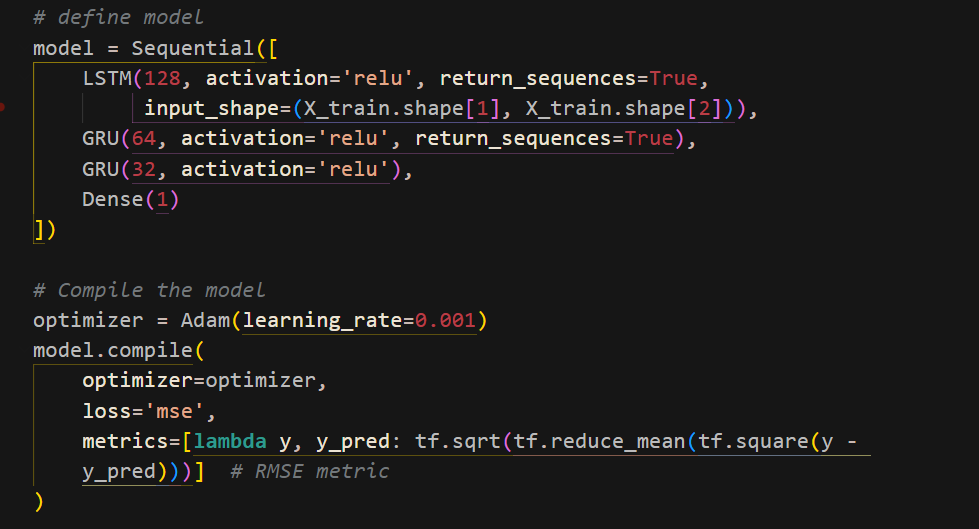 # define model
model = Sequential([
LSTM(128, activation='relu', return_sequences=True,
input_shape=(X_train.shape[1], X_train.shape[2])),
GRU(64, activation='relu', return_sequences=True),
GRU(32, activation='relu'),
Dense(1)
])
# Compile the model
optimizer = Adam(learning_rate=0.001)
model.compile(
optimizer=optimizer,
loss='mse',
metrics=[lambda y, y_pred: tf.sqrt(tf.reduce_mean(tf.square(y -
y_pred)))] # RMSE metric
)